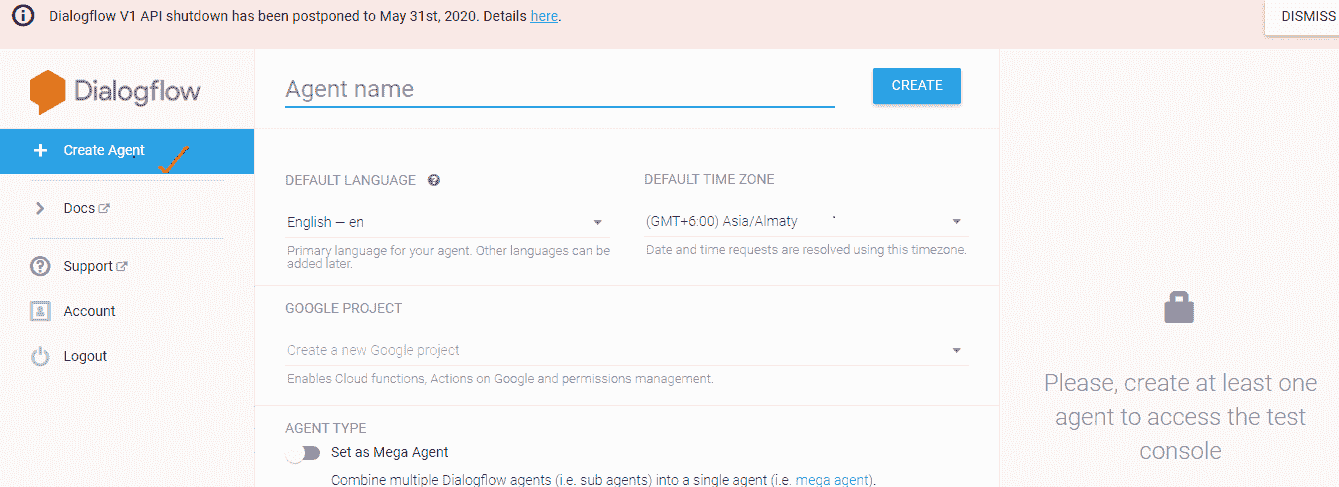 Dialogflow V1 API shutdown has been postponed to May 31st, 2020. Details here.
DISMISS
Dialogflow
Agent name
CREATE
Create Agent
Docs
Support
Account
Logout
DEFAULT LANGUAGE
English — en
Primary language for your agent. Other languages can be
added later.
DEFAULT TIME ZONE
(GMT+6:00) Asia/Almaty
Date and time requests are resolved using this timezone.
GOOGLE PROJECT
Create a new Google project
Enables Cloud functions, Actions on Google and permissions management.
AGENT TYPE
Set as Mega Agent
Combine multiple Dialogflow agents (i.e. sub agents) into a single agent (i.e. mega agent).
Please, create at least one
agent to access the test
console